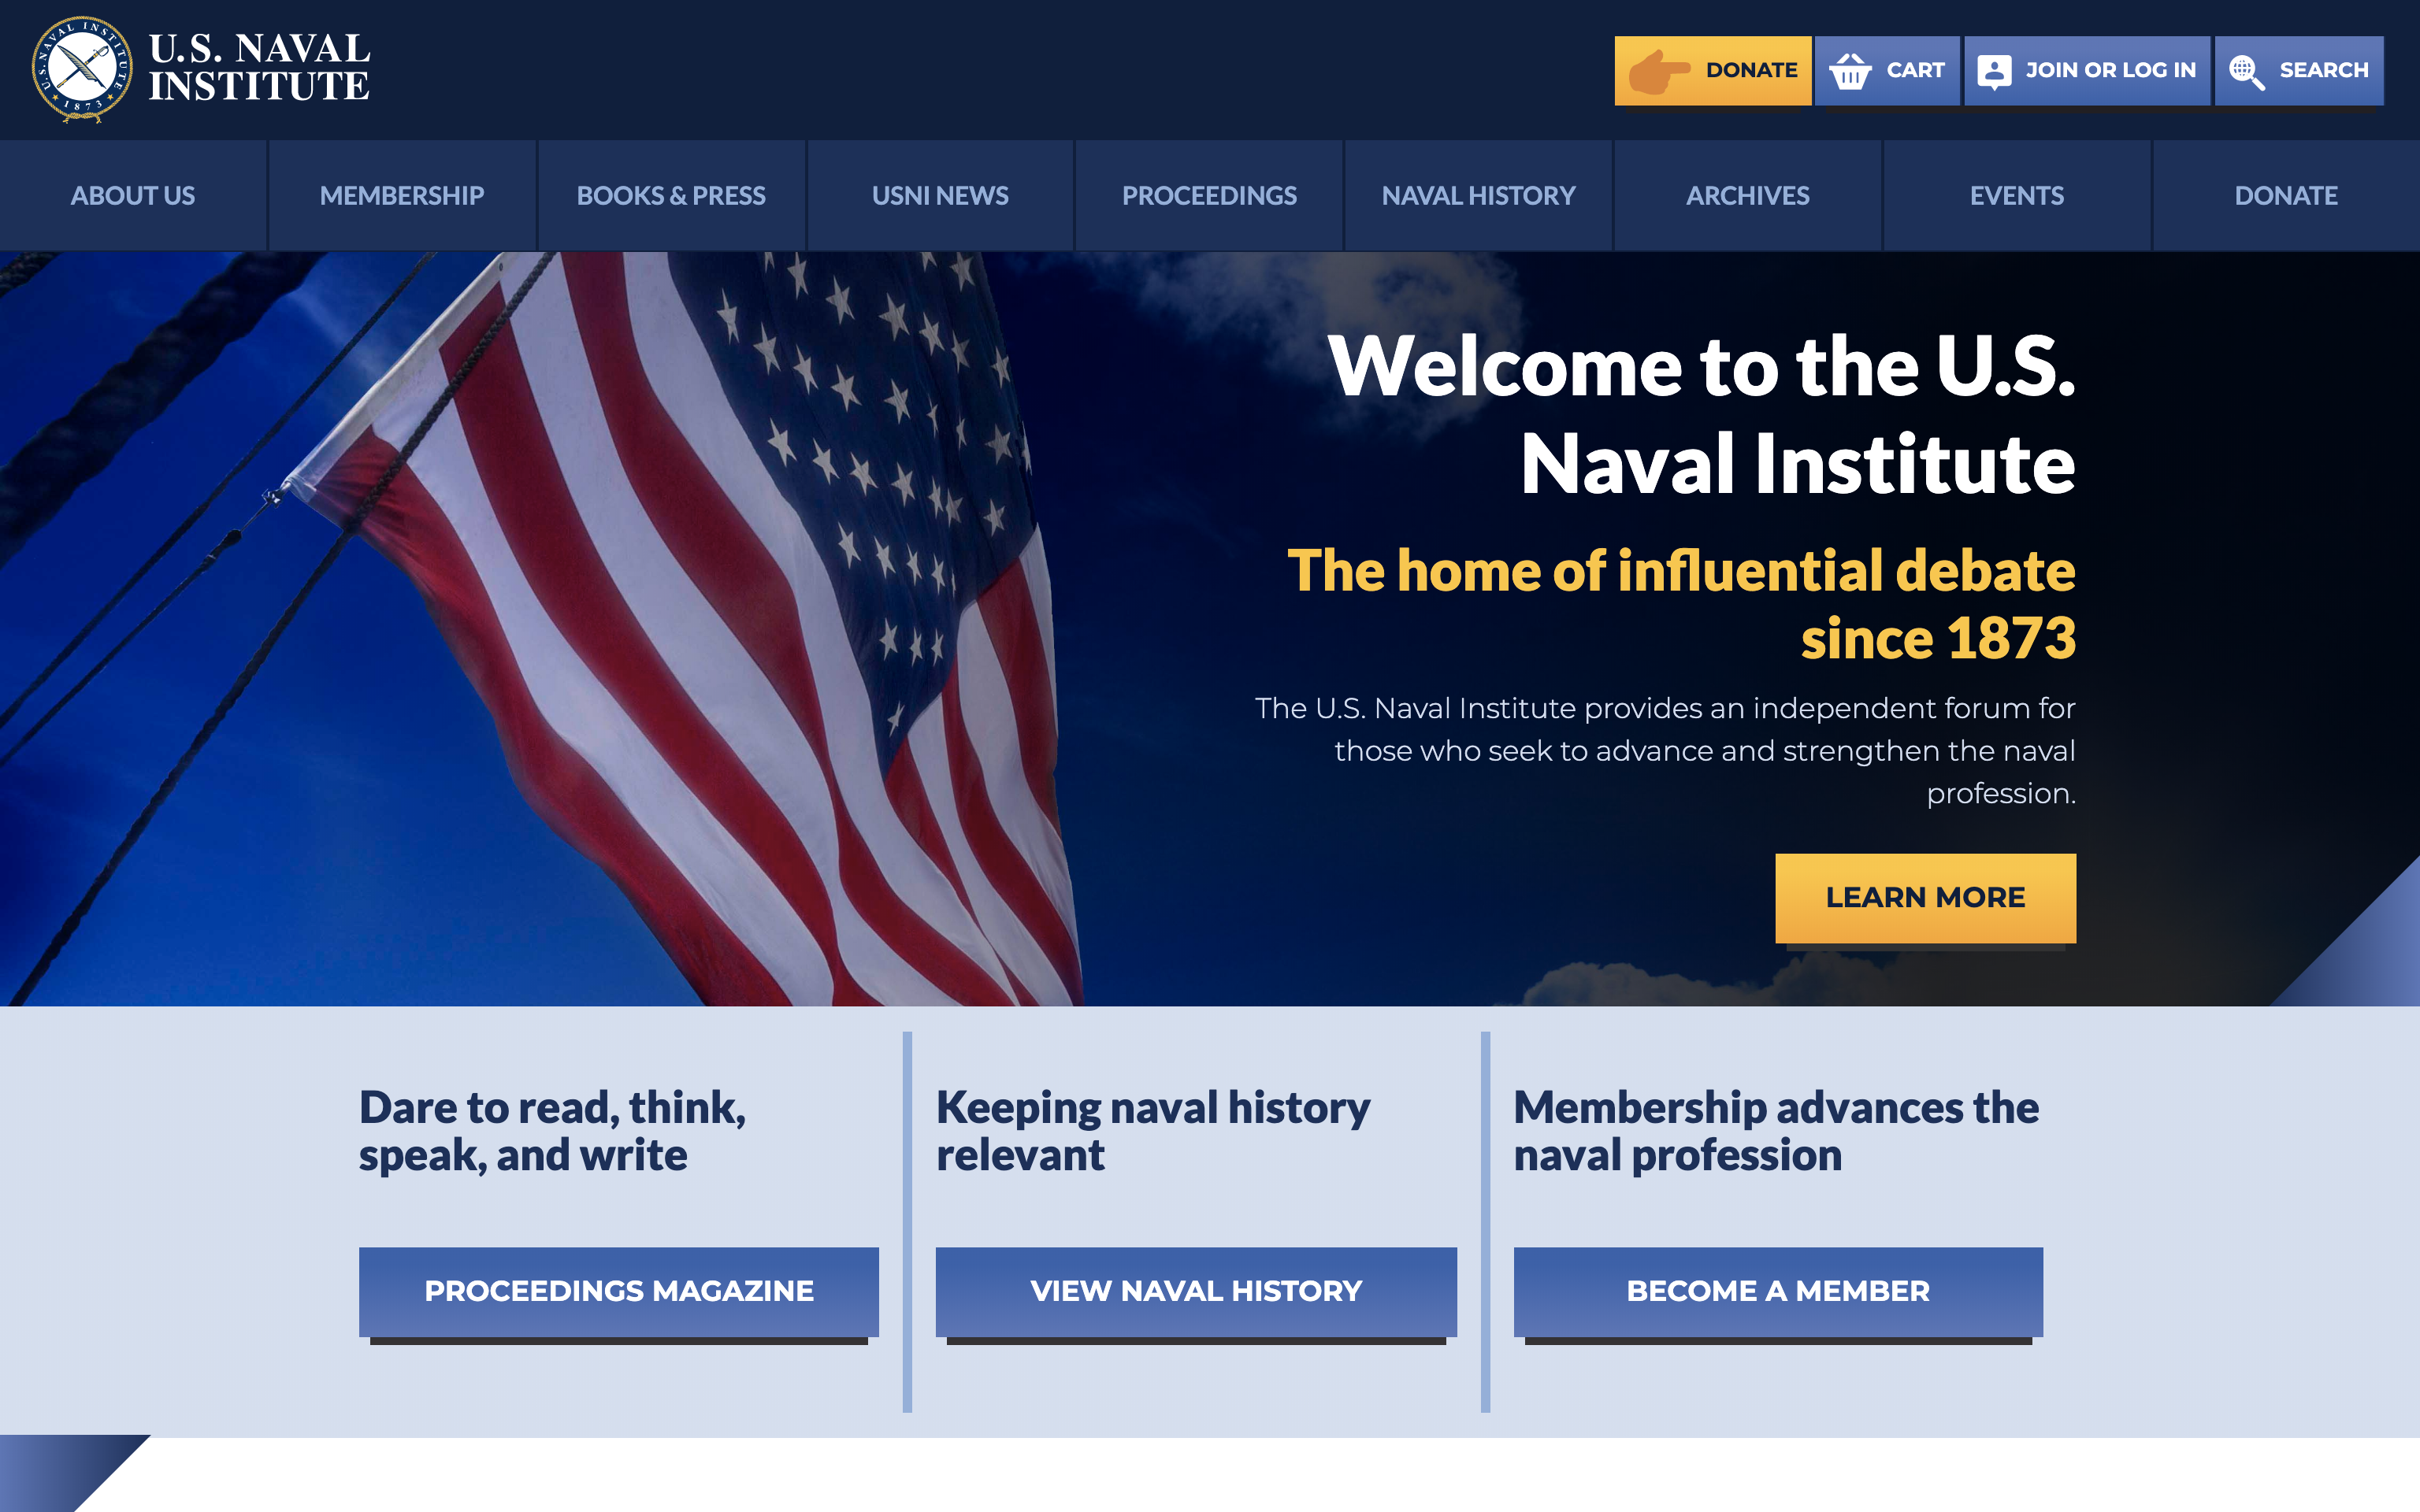 U.S. NAVAL INSTITUTE
1873
U.S. NAVAL
INSTITUTE
DONATE
CART
JOIN OR LOG IN
SEARCH
ABOUT US
MEMBERSHIP
BOOKS & PRESS
USNI NEWS
PROCEEDINGS
NAVAL HISTORY
ARCHIVES
EVENTS
DONATE
Welcome to the U.S.
Naval Institute
The home of influential debate
since 1873
The U.S. Naval Institute provides an independent forum for
those who seek to advance and strengthen the naval
profession.
LEARN MORE
Dare to read, think,
speak, and write
PROCEEDINGS MAGAZINE
Keeping naval history
relevant
VIEW NAVAL HISTORY
Membership advances the
naval profession
BECOME A MEMBER